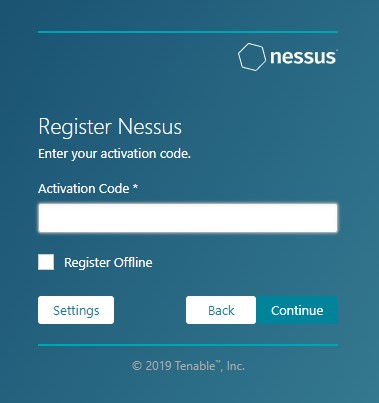 nessus
Register Nessus
Enter your activation code.
Activation Code *
Register Offline
Settings
Back
Continue
© 2019 Tenable™, Inc.